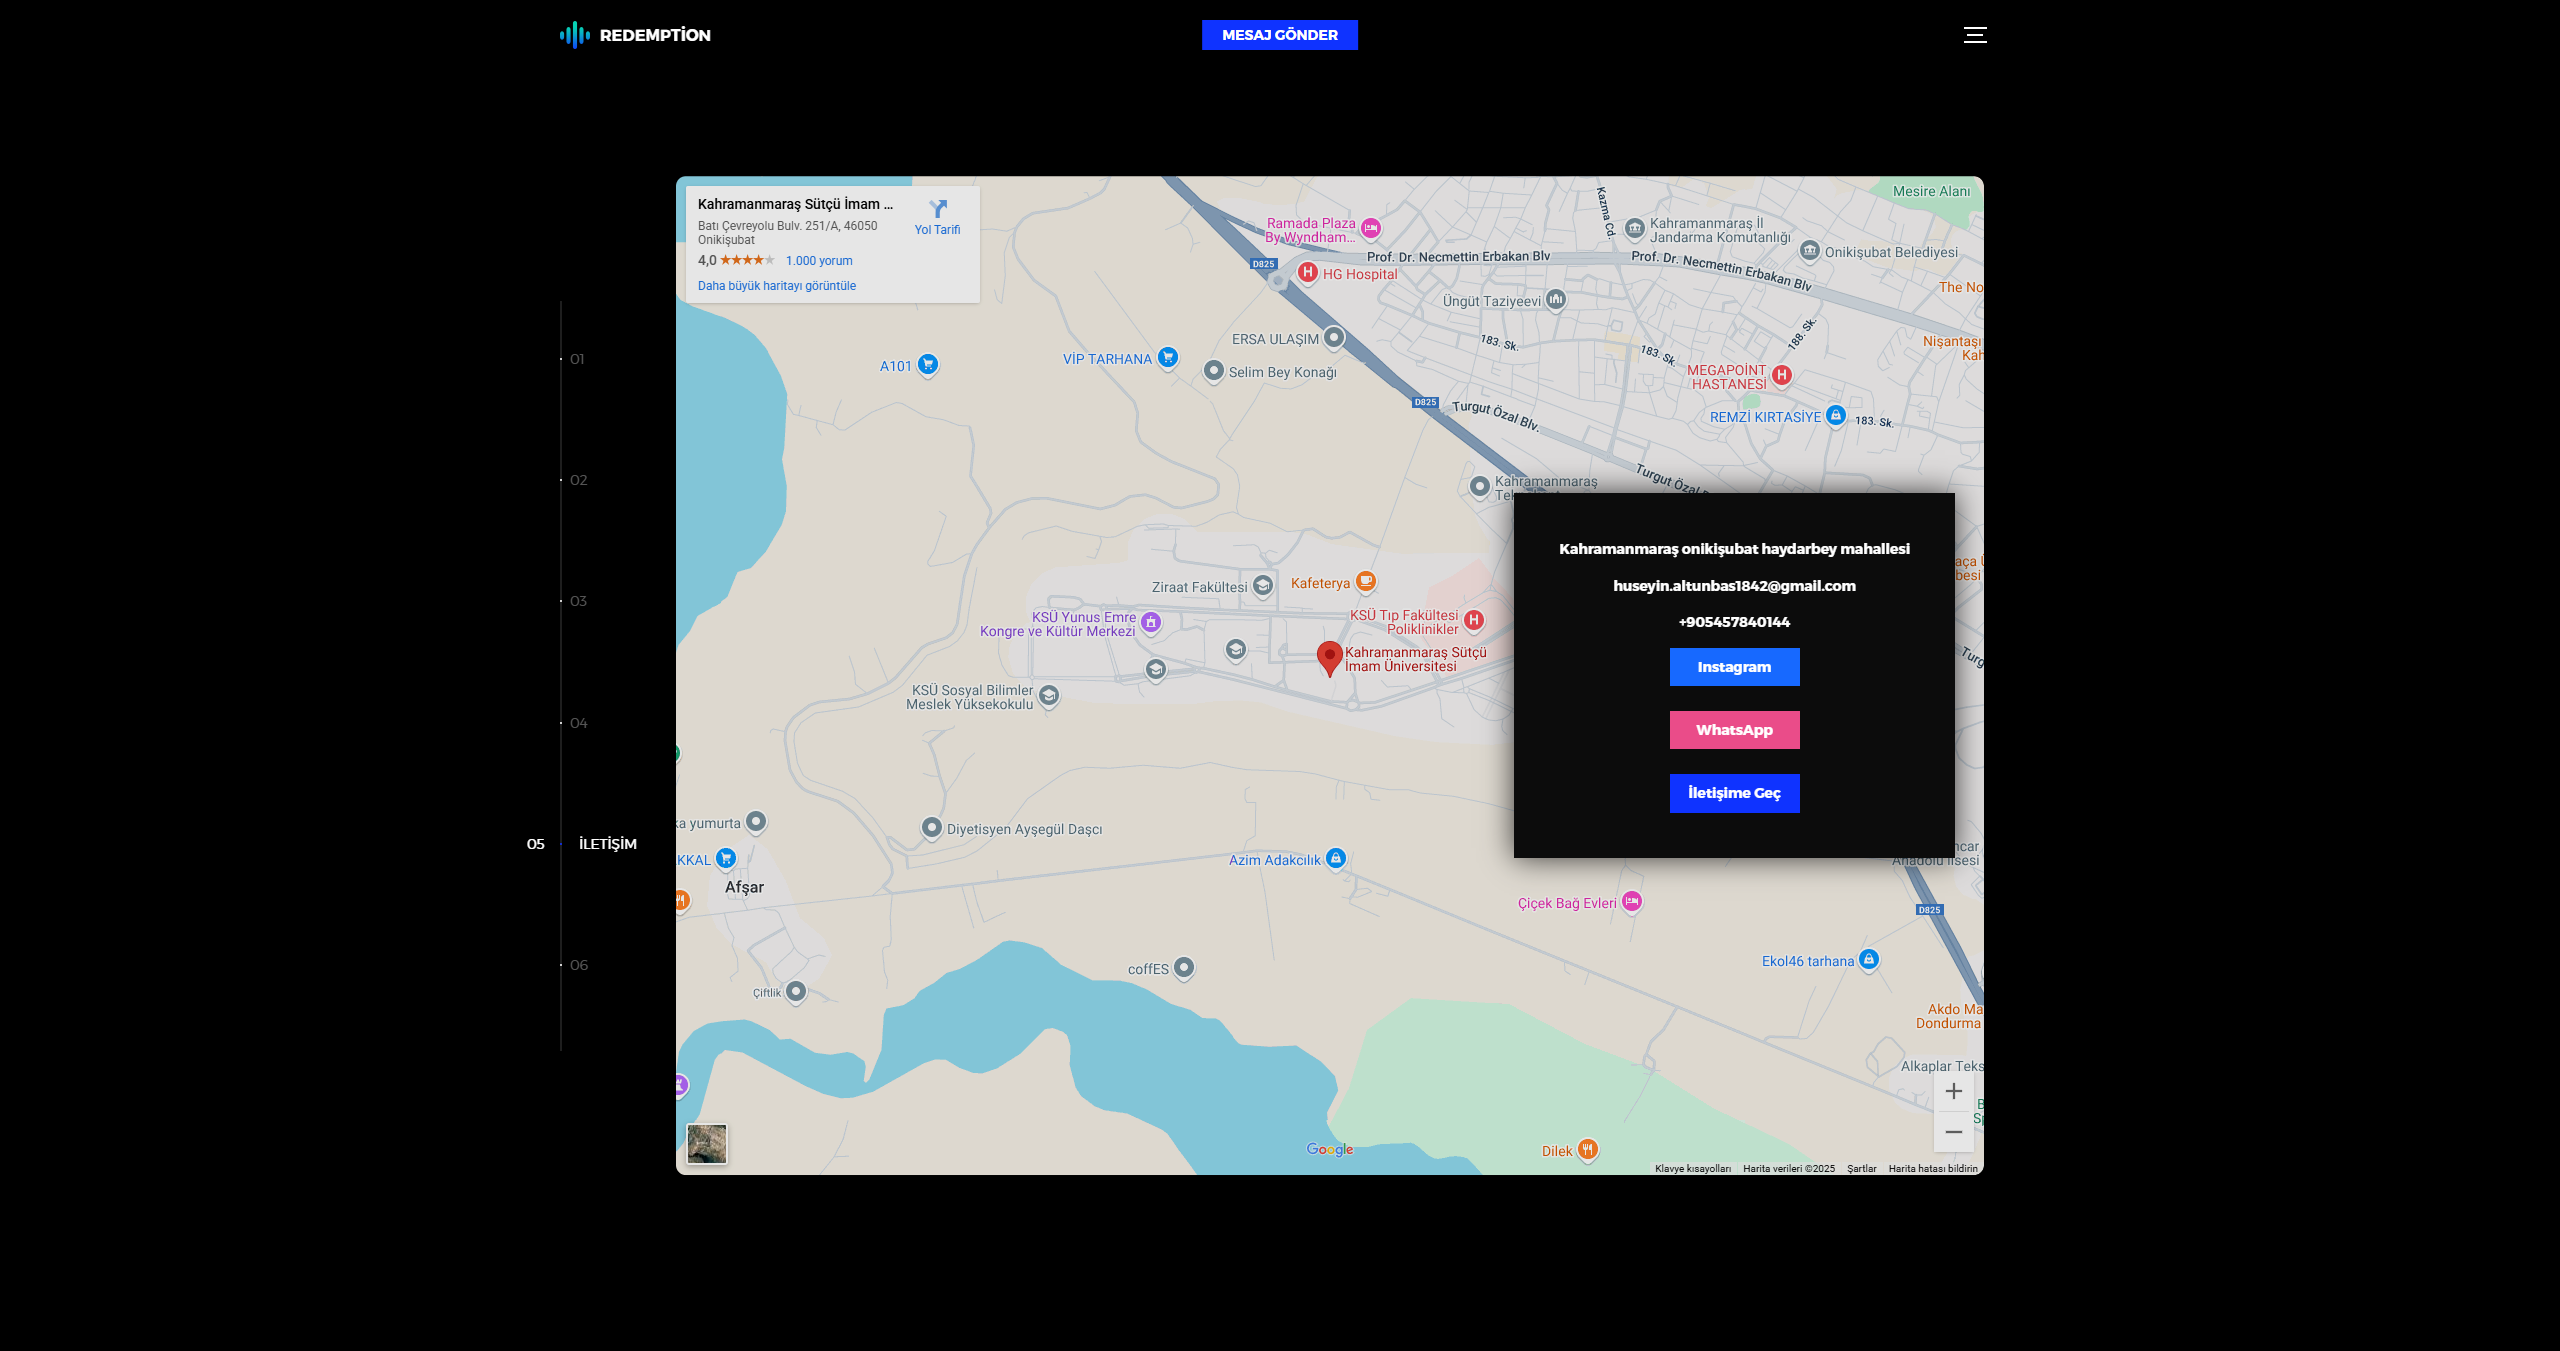 REDEMPTİON
MESAJ GÖNDER
Kahramanmaraş Sütçü İmam ...
Batı Çevreyolu Bulv. 251/A, 46050
Onikişubat
4,0
1.000 yorum
Daha büyük haritayı görüntüle
Yol Tarifi
Mesire Alanı
Kazma Cd.
Ramada Plaza
By Wyndham...
Kahramanmaraş İl
Jandarma Komutanlığı
Onikişubat Belediyesi
D825
Prof. Dr. Necmettin Erbakan Blv
Prof. Dr. Necmettin Erbakan Blv
HG Hospital
The No
Üngüt Taziyeevi
ERSA ULAŞIM
183. Sk.
183. Sk.
188. Sk.
Nişantaşı
Kah
A101
VİP TARHANA
Selim Bey Konağı
MEGAPOİNT
HASTANESİ
D825
Turgut Özal Blv.
REMZİ KIRTASİYE
183. Sk.
Turgut Özal
Kahramanmaraş
01
02
03
04
05
İLETİŞİM
06
Kahramanmaraş onikişubat haydarbey mahallesi
huseyin.altunbas1842@gmail.com
+905457840144
Instagram
WhatsApp
İletişime Geç
Ziraat Fakültesi
Kafeterya
KSÜ Yunus Emre
Kongre ve Kültür Merkezi
KSÜ Tıp Fakültesi
Poliklinikler
Kahramanmaraş Sütçü
İmam Üniversitesi
Turg
KSÜ Sosyal Bilimler
Meslek Yüksekokulu
ka yumurta
Diyetisyen Ayşegül Daşcı
KKAL
Azim Adakcılık
Afşar
Çiçek Bağ Evleri
D825
Ekol46 tarhana
coffES
Çiftlik
Akdo Ma
Dondurma
Alkaplar Teks
Dilek
Google
Klavye kısayolları
Harita verileri ©2025
Şartlar
Harita hatası bildirin